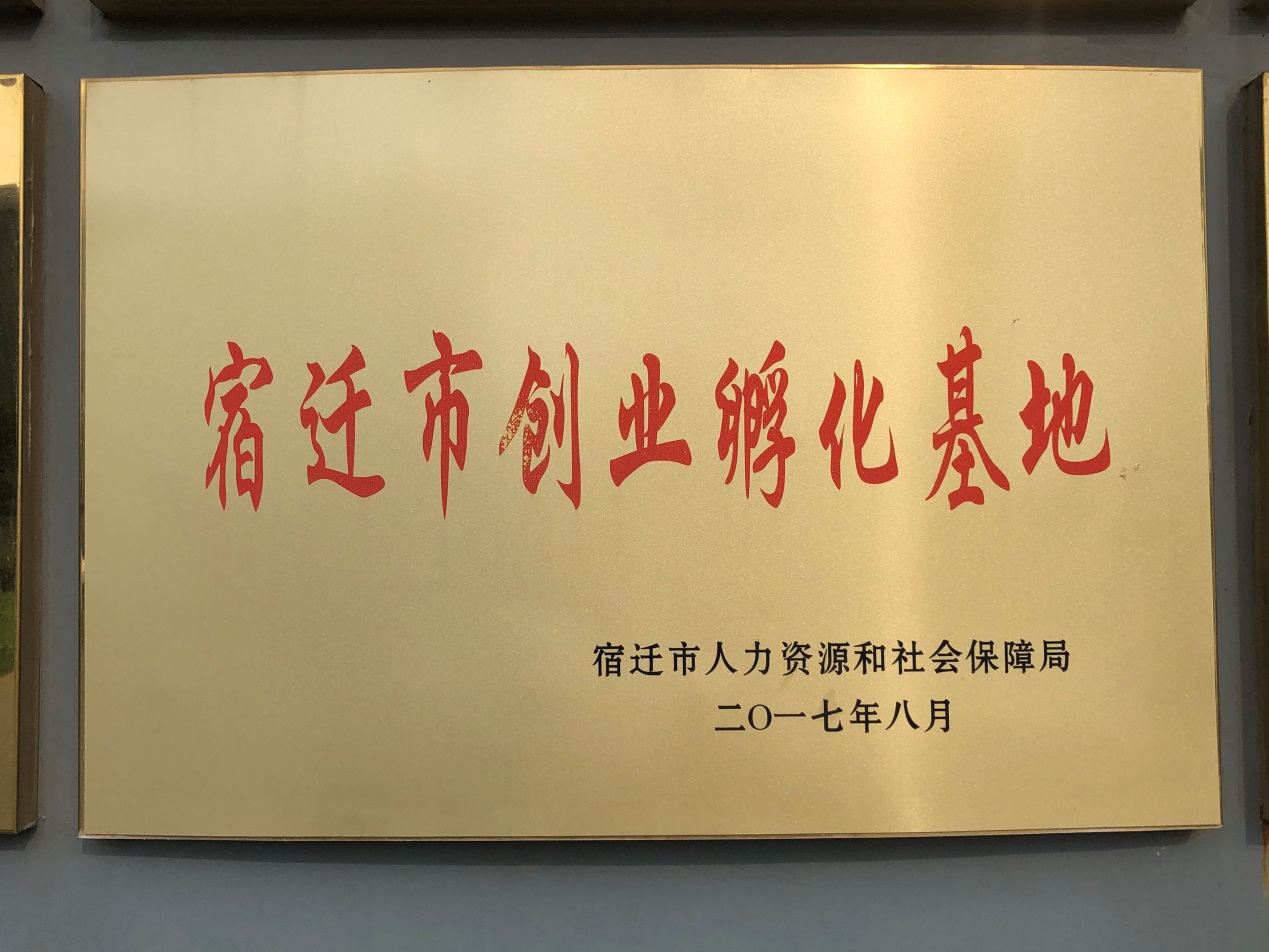 宿迁市创业孵化基地
宿迁市人力资源和社会保障局
二〇一七年八月